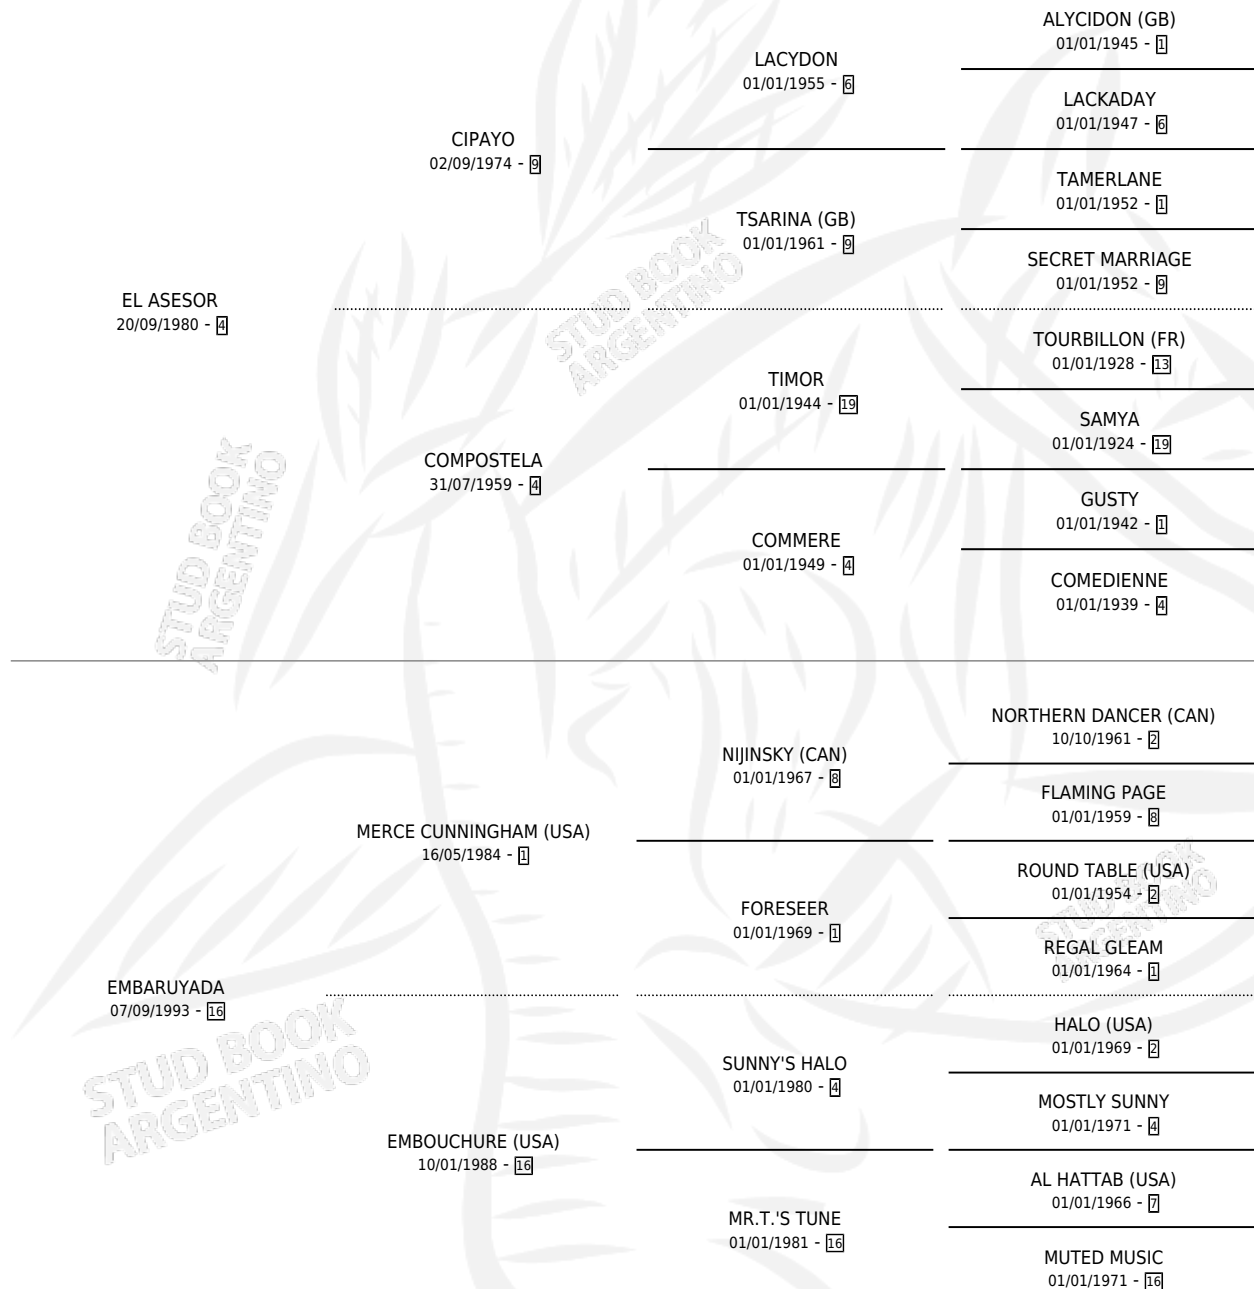 ALYCIDON (GB)
01/01/1945 - 1
LACYDON
01/01/1955 - 6
LACKADAY
01/01/1947 - 6
CIPAYO
02/09/1974 - 9
TAMERLANE
01/01/1952 - 1
TSARINA (GB)
01/01/1961 - 9
SECRET MARRIAGE
01/01/1952 - 9
EL ASESOR
20/09/1980 - 4
STUD BOOK
ARGENTINO
TOURBILLON (FR)
01/01/1928 - 13
TIMOR
01/01/1944 - 19
SAMYA
01/01/1924 - 19
COMPOSTELA
31/07/1959 - 4
GUSTY
01/01/1942 - 1
COMMERE
01/01/1949 - 4
COMEDIENNE
01/01/1939 - 4
STUD BOOK
ARGENTINO
NORTHERN DANCER (CAN)
10/10/1961 - 2
NIJINSKY (CAN)
01/01/1967 - 8
FLAMING PAGE
01/01/1959 - 8
MERCE CUNNINGHAM (USA)
16/05/1984 - 1
ROUND TABLE (USA)
01/01/1954 - 2
FORESEER
01/01/1969 - 1
REGAL GLEAM
01/01/1964 - 1
STUD BOOK
ARGENTINO
EMBARUYADA
07/09/1993 - 16
HALO (USA)
01/01/1969 - 2
SUNNY'S HALO
01/01/1980 - 4
MOSTLY SUNNY
01/01/1971 - 4
STUD BOOK
ARGENTINO
EMBOUCHURE (USA)
10/01/1988 - 16
AL HATTAB (USA)
01/01/1966 - 7
MR.T.'S TUNE
01/01/1981 - 16
MUTED MUSIC
01/01/1971 - 16